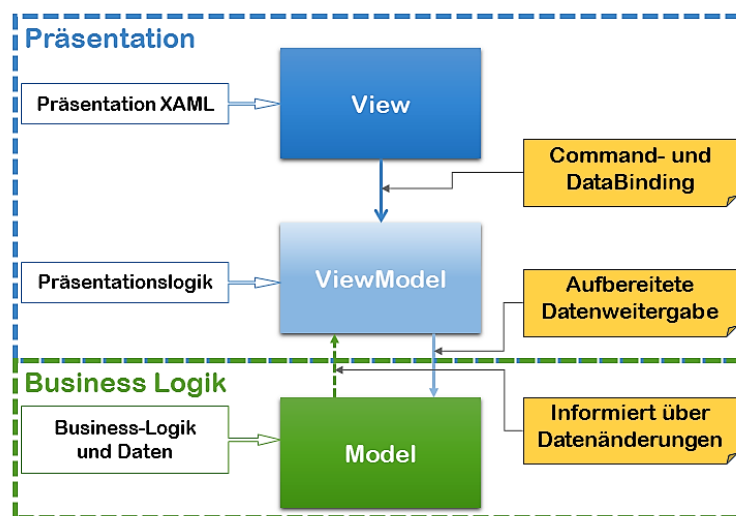 Präsentation
Präsentation XAML
View
Command- und
DataBinding
Präsentationslogik
ViewModel
Aufbereitete
Datenweitergabe
Business Logik
Business-Logik
und Daten
Model
Informiert über
Datenänderungen